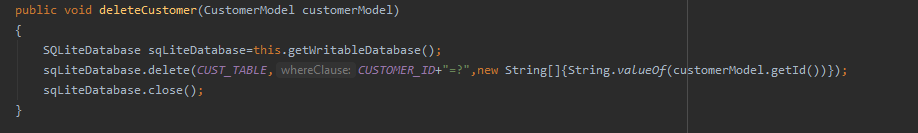 public void deleteCustomer(CustomerModel customerModel)
{
SQLiteDatabase sqLiteDatabase=this.getWritableDatabase();
sqLiteDatabase.delete(CUST_TABLE, whereClause: CUSTOMER_ID+"=?",new String[]{String.valueOf(customerModel.getId())});
sqLiteDatabase.close();
}